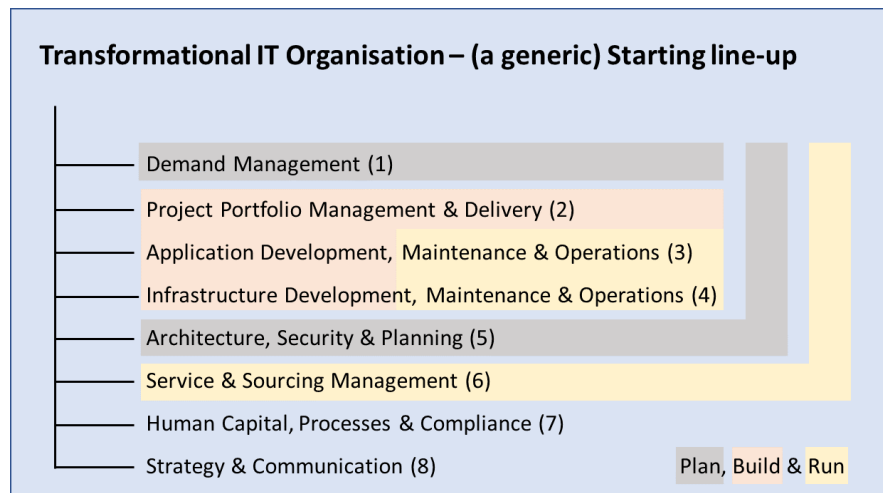 Transformational IT Organisation – (a generic) Starting line-up
Demand Management (1)
Project Portfolio Management & Delivery (2)
Application Development, Maintenance & Operations (3)
Infrastructure Development, Maintenance & Operations (4)
Architecture, Security & Planning (5)
Service & Sourcing Management (6)
Human Capital, Processes & Compliance (7)
Strategy & Communication (8)
Plan, Build & Run